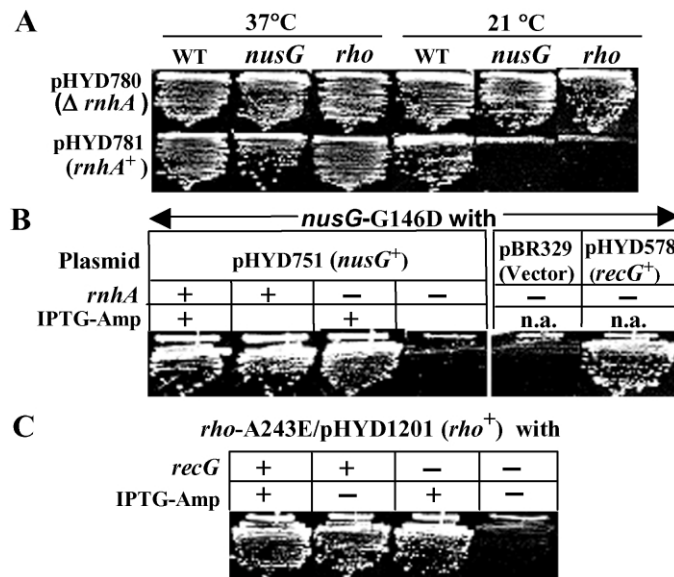 A
37°C 21 °C
WT nusG rho WT nusG rho
pHYD780
(Δ rnhA)
pHYD781
(rnhA+)
B
nusG-G146D with
Plasmid pHYD751 (nusG+) pBR329 (Vector) pHYD578 (recG+)
rnhA + + − − − −
IPTG-Amp + + n.a. n.a.
C
rho-A243E/pHYD1201 (rho+) with
recG + + − −
IPTG-Amp + − + −